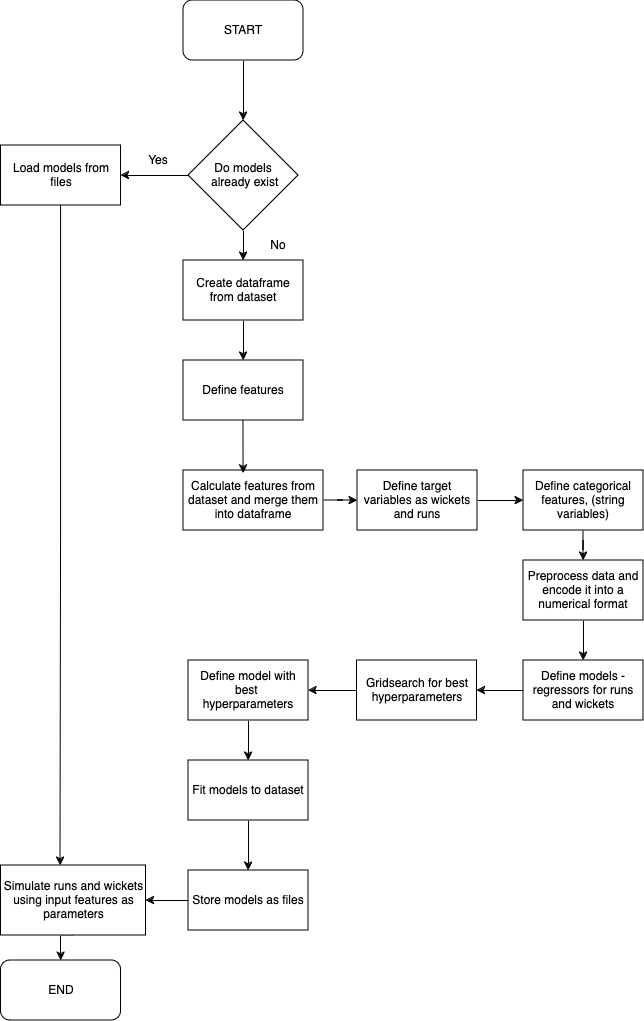 START
Do models
already exist
Yes
Load models from
files
No
Create dataframe
from dataset
Define features
Calculate features from
dataset and merge them
into dataframe
Define target
variables as wickets
and runs
Define categorical
features, (string
variables)
Preprocess data and
encode it into a
numerical format
Define models -
regressors for runs
and wickets
Gridsearch for best
hyperparameters
Define model with
best
hyperparameters
Fit models to dataset
Store models as files
Simulate runs and wickets
using input features as
parameters
END